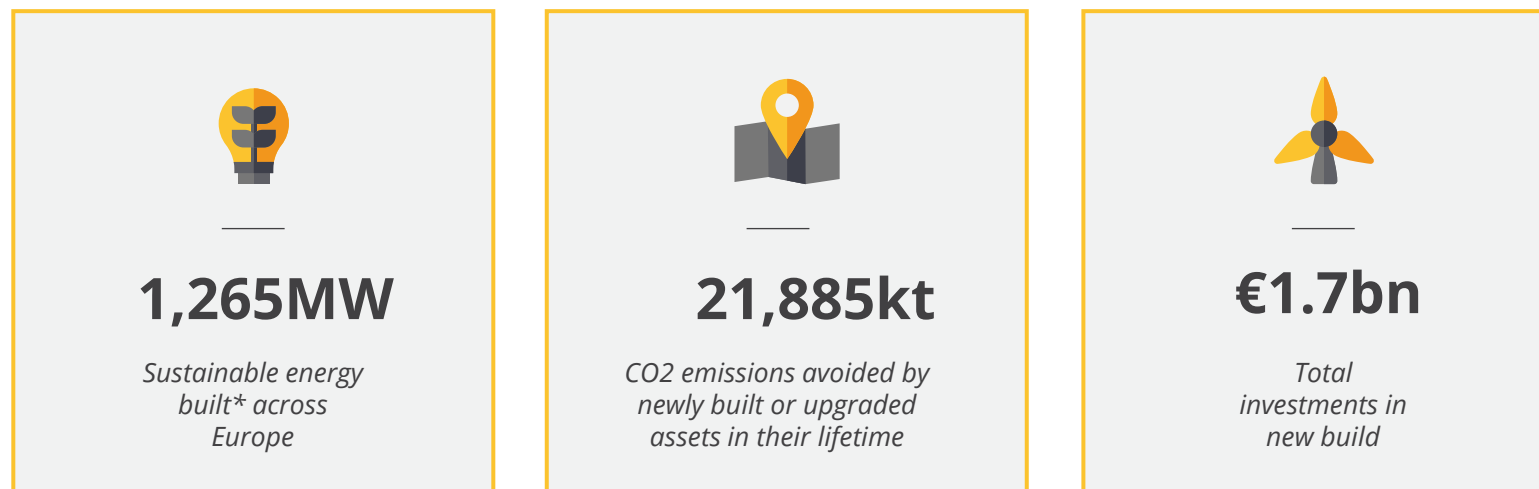 1,265MW
Sustainable energy
built* across
Europe
21,885kt
CO2 emissions avoided by
newly built or upgraded
assets in their lifetime
€1.7bn
Total
investments in
new build